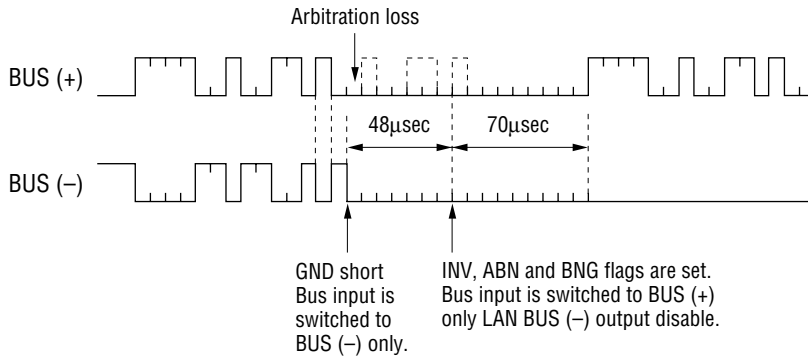 Arbitration loss
BUS (+)
48μsec
70μsec
BUS (–)
GND short
Bus input is
switched to
BUS (–) only.
INV, ABN and BNG flags are set.
Bus input is switched to BUS (+)
only LAN BUS (–) output disable.